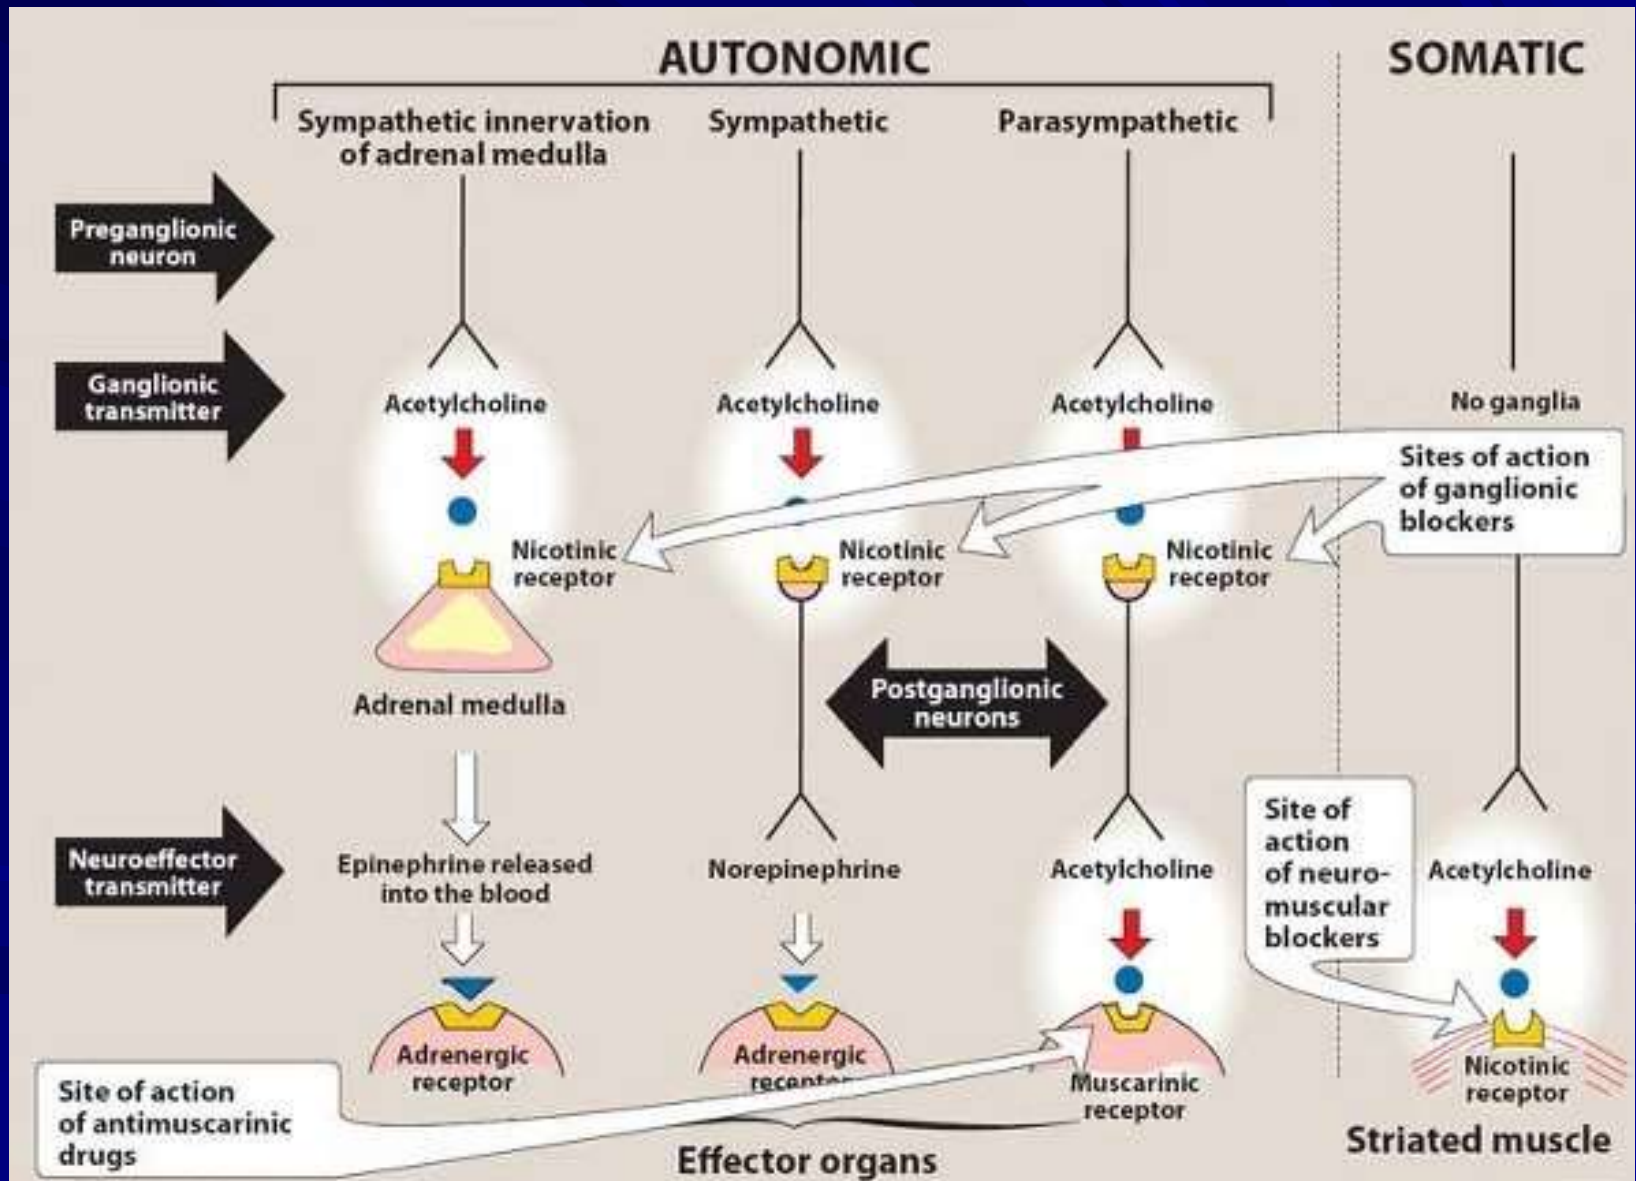 AUTONOMIC
SOMATIC
Sympathetic innervation
of adrenal medulla
Sympathetic
Parasympathetic
Preganglionic
neuron
Ganglionic
transmitter
Acetylcholine
Acetylcholine
Acetylcholine
No ganglia
Sites of action
of ganglionic
blockers
Nicotinic
receptor
Nicotinic
receptor
Nicotinic
receptor
Adrenal medulla
Postganglionic
neurons
Neuroeffector
transmitter
Epinephrine released
into the blood
Norepinephrine
Acetylcholine
Site of
action
of neuro-
muscular
blockers
Acetylcholine
Adrenergic
receptor
Adrenergic
receptor
Muscarinic
receptor
Nicotinic
receptor
Site of action
of antimuscarinic
drugs
Effector organs
Striated muscle